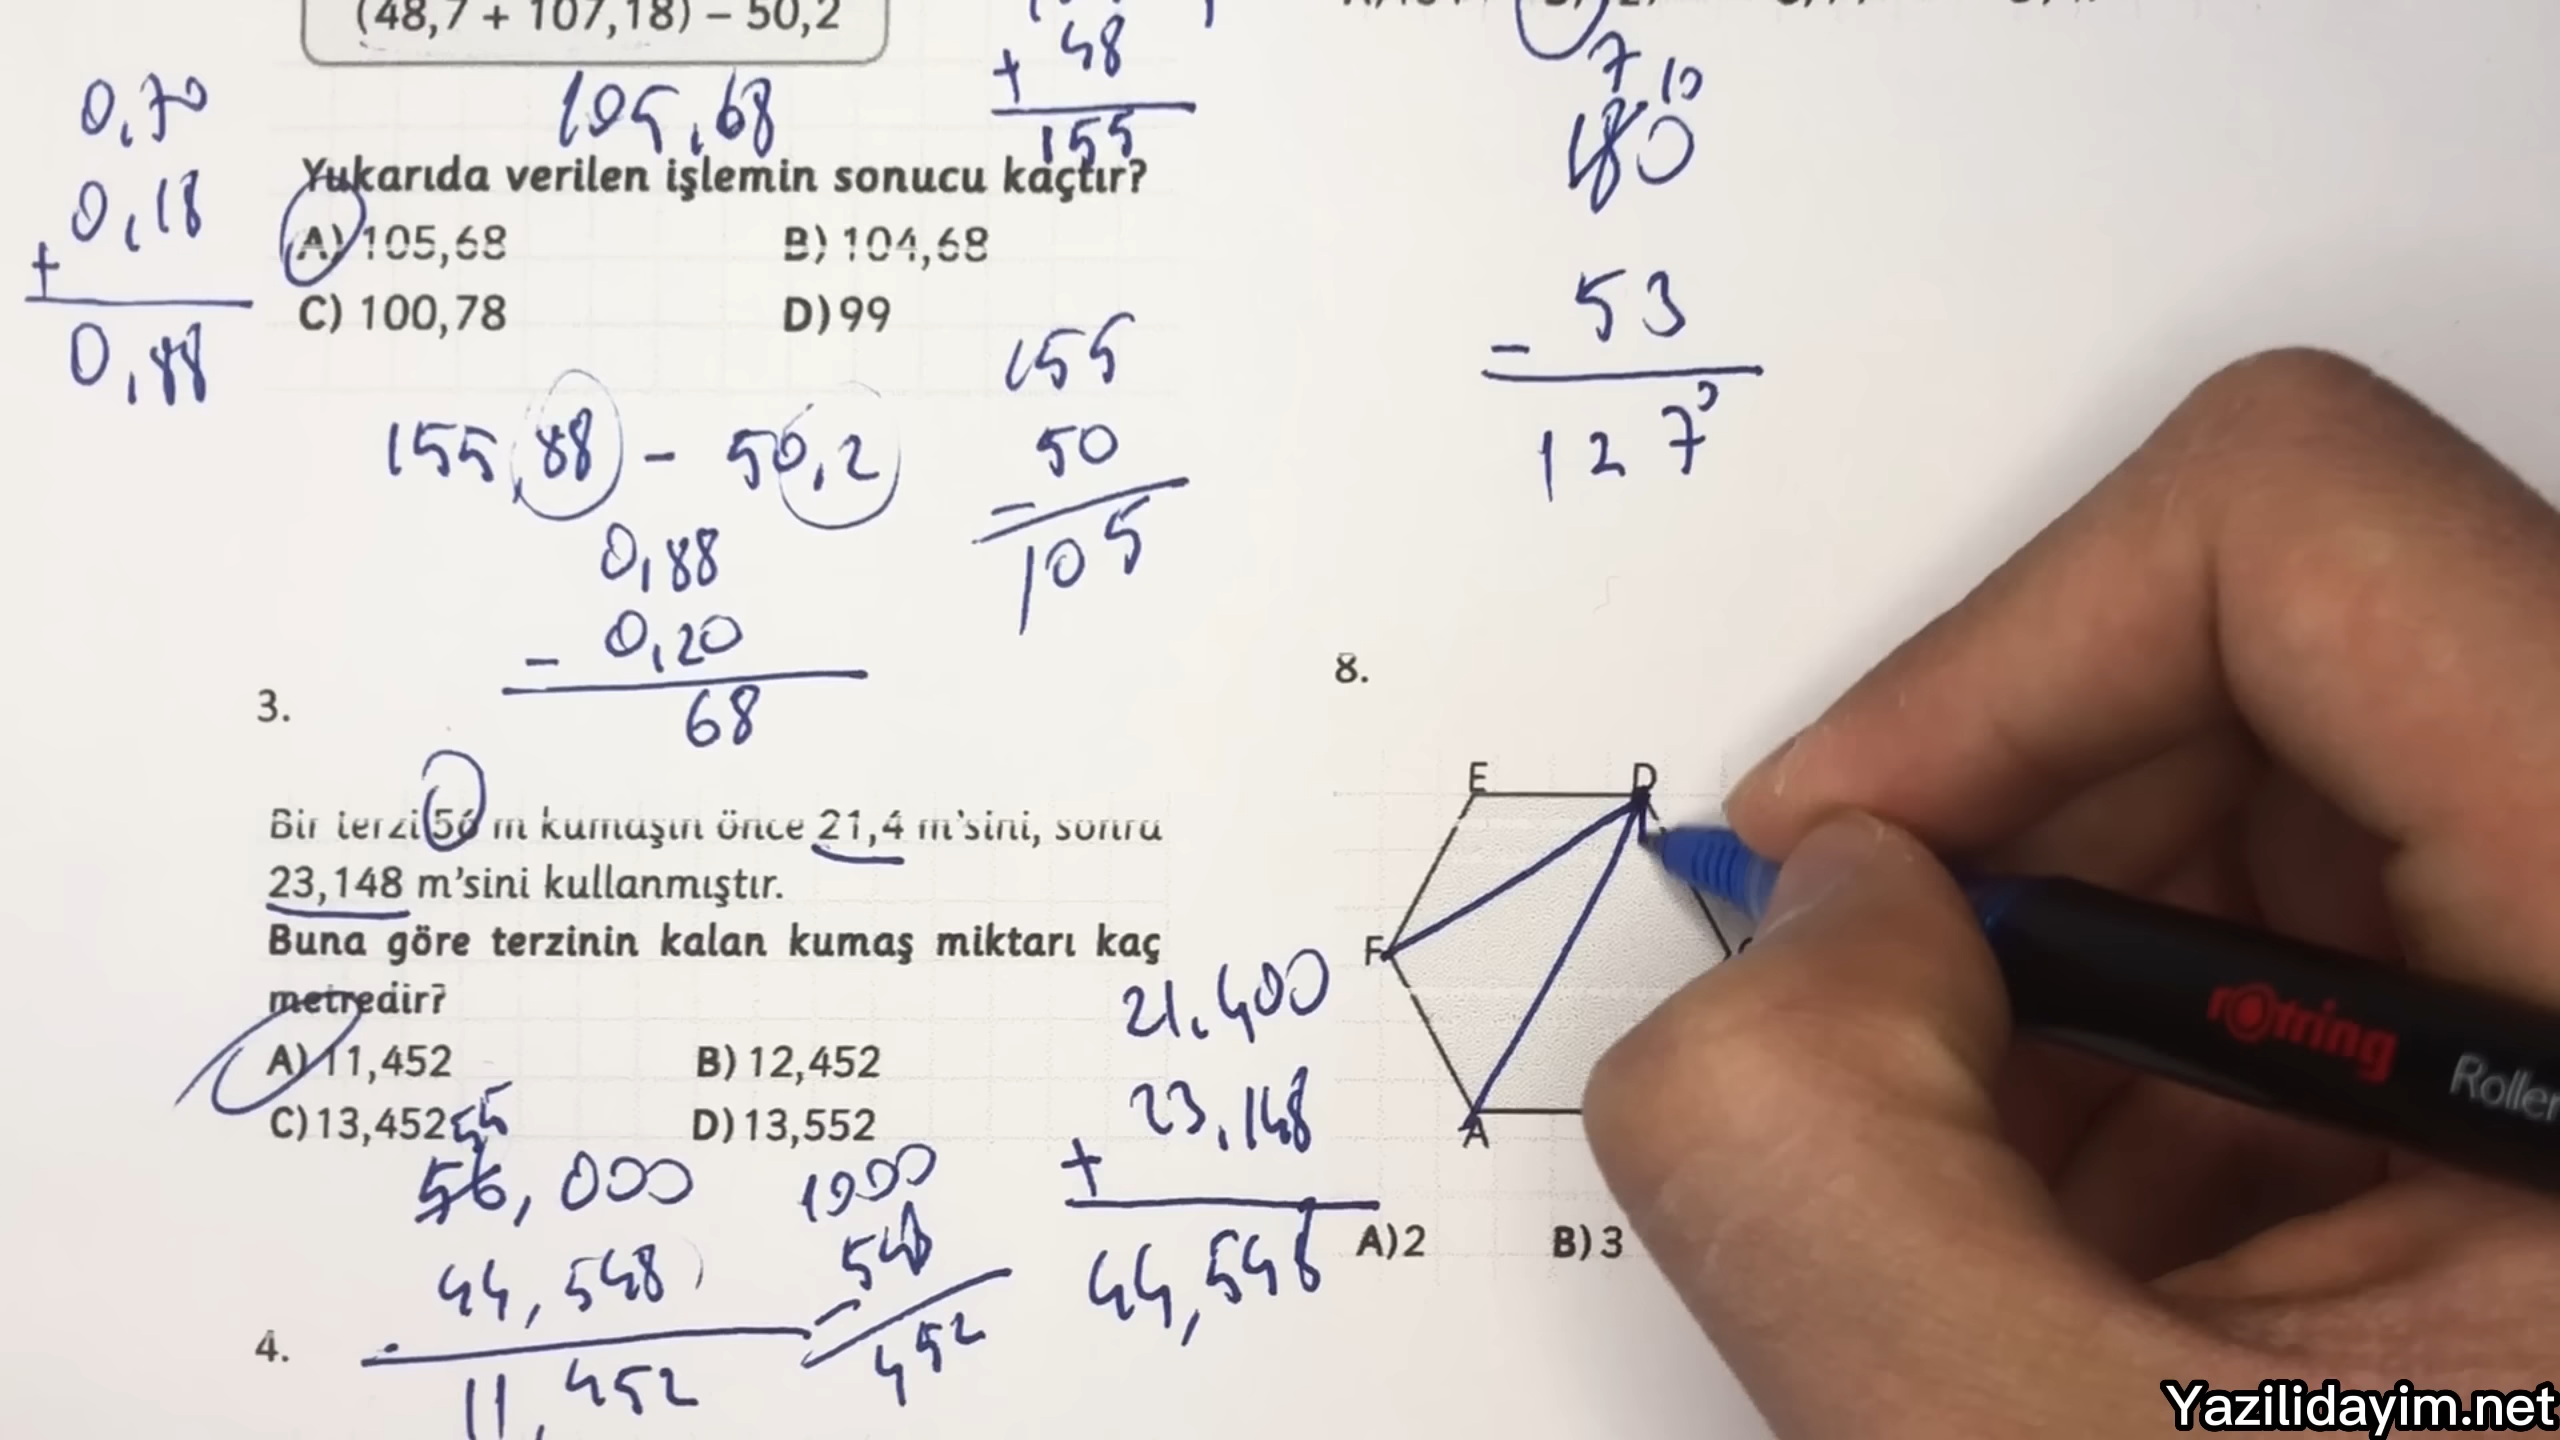 (48,7 + 107,18) – 50,2
105,68
0,70
0,18
+
0,88
48
+
155
Yukarıda verilen işlemin sonucu kaçtır?
A) 105,68 B) 104,68
C) 100,78 D) 99
155,88 - 50,2
0,88
- 0,20
68
155
50
-
105
3.
Bir terzi 56 m kumaşın önce 21,4 m'sini, sonra
23,148 m'sini kullanmıştır.
Buna göre terzinin kalan kumaş miktarı kaç
metredir?
A) 11,452 B) 12,452
C) 13,452 D) 13,552
55
56,000
44,548
-
11,452
1000
548
-
452
21,400
23,148
+
44,548
4.
7 10
180
- 53
127°
8.
E D
F
A
A) 2 B) 3
rotring
Roller
Yazilidayim.net